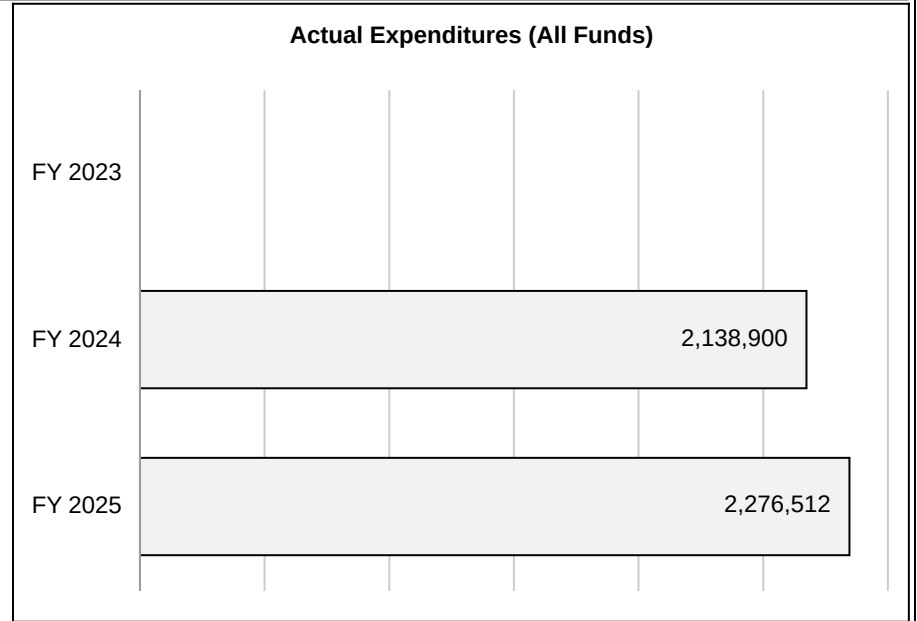 Actual Expenditures (All Funds)
FY 2023
FY 2024
2,138,900
FY 2025
2,276,512